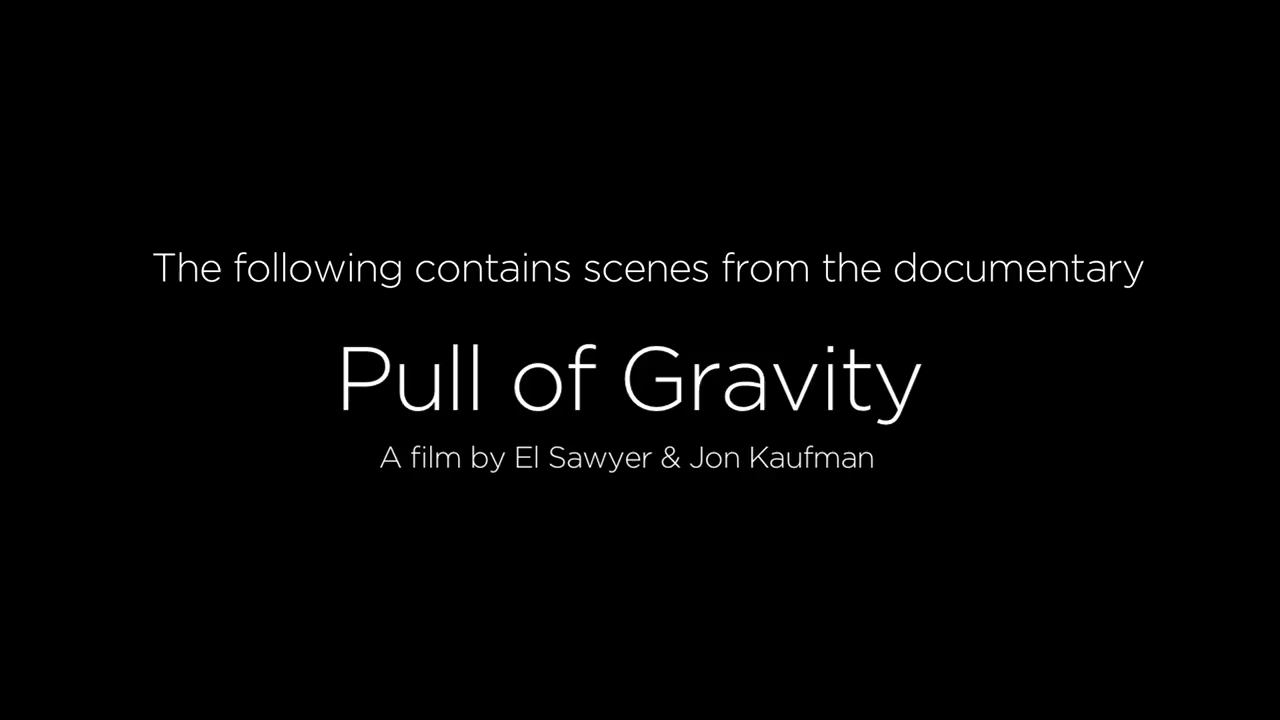 The following contains scenes from the documentary
Pull of Gravity
A film by El Sawyer & Jon Kaufman